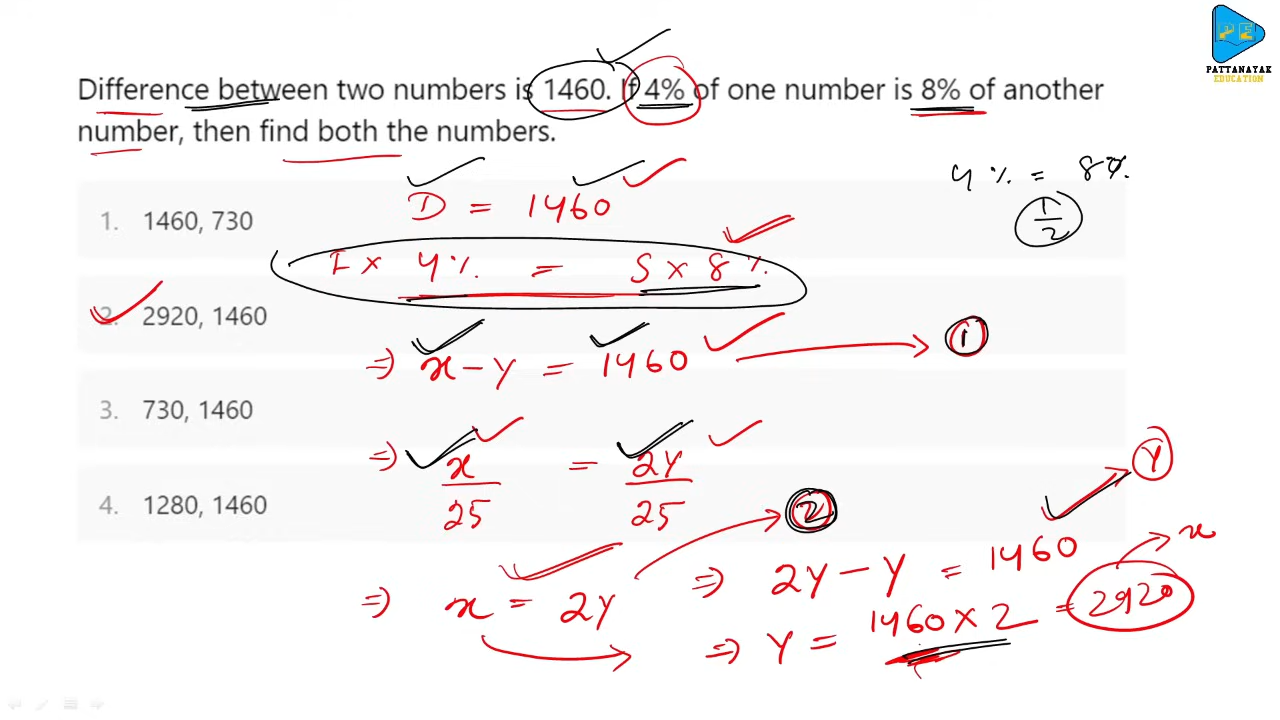 PATTANAYAK
EDUCATION
Difference between two numbers is 1460. If 4% of one number is 8% of another
number, then find both the numbers.
4% = 8%
1/2
D = 1460
1. 1460, 730
I × 4% = S × 8%
2. 2920, 1460
⇒ x - y = 1460
1
3. 730, 1460
⇒ x/25 = 2y/25
2
Y
4. 1280, 1460
x
⇒ x = 2y
⇒ 2y - y = 1460
⇒ y = 1460 × 2 = 2920